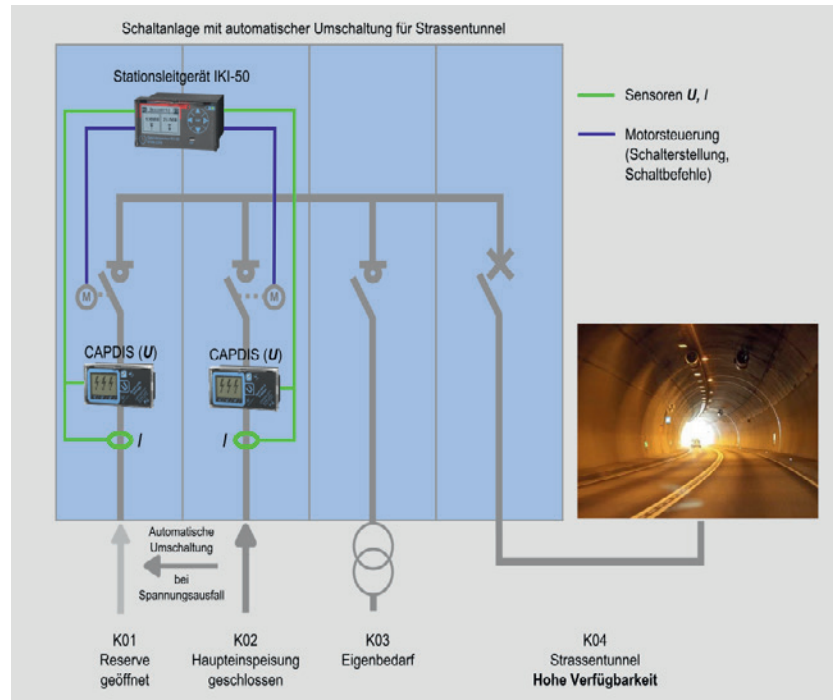 Schaltanlage mit automatischer Umschaltung für Strassentunnel
Stationsleitgerät IKI-50
Sensoren U, I
Motorsteuerung
(Schalterstellung,
Schaltbefehle)
M
M
CAPDIS (U)
CAPDIS (U)
I
I
Automatische
Umschaltung
bei
Spannungsausfall
K01
Reserve
geöffnet
K02
Haupteinspeisung
geschlossen
K03
Eigenbedarf
K04
Strassentunnel
Hohe Verfügbarkeit